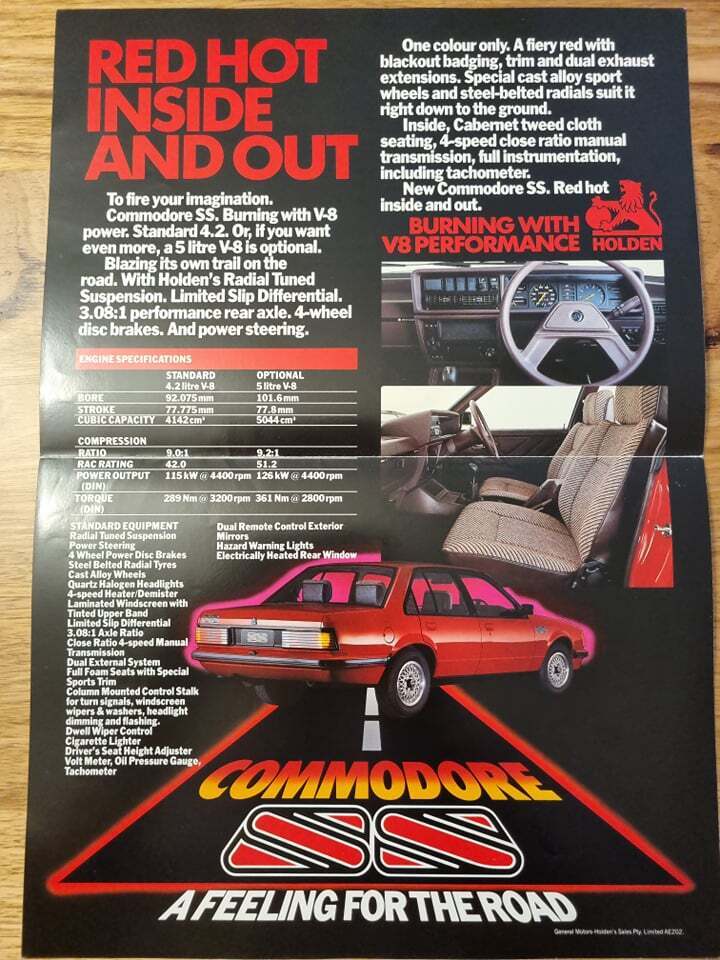 RED HOT
INSIDE
AND OUT
To fire your imagination.
Commodore SS. Burning with V-8
power. Standard 4.2. Or, if you want
even more, a 5 litre V-8 is optional.
Blazing its own trail on the
road. With Holden's Radial Tuned
Suspension. Limited Slip Differential.
3.08:1 performance rear axle. 4-wheel
disc brakes. And power steering.
One colour only. A fiery red with
blackout badging, trim and dual exhaust
extensions. Special cast alloy sport
wheels and steel-belted radials suit it
right down to the ground.
Inside, Cabernet tweed cloth
seating, 4-speed close ratio manual
transmission, full instrumentation,
including tachometer.
New Commodore SS. Red hot
inside and out.
BURNING WITH
V8 PERFORMANCE
HOLDEN
ENGINE SPECIFICATIONS
STANDARD OPTIONAL
4.2 litre V-8 5 litre V-8
BORE 92.075 mm 101.6 mm
STROKE 77.775 mm 77.8 mm
CUBIC CAPACITY 4142 cm³ 5044 cm³
COMPRESSION
RATIO 9.0:1 9.2:1
RAC RATING 42.0 51.2
POWER OUTPUT 115 kW @ 4400 rpm 126 kW @ 4400 rpm
(DIN)
TORQUE 289 Nm @ 3200 rpm 361 Nm @ 2800 rpm
(DIN)
STANDARD EQUIPMENT
Radial Tuned Suspension
Power Steering
4 Wheel Power Disc Brakes
Steel Belted Radial Tyres
Cast Alloy Wheels
Quartz Halogen Headlights
4-speed Heater/Demister
Laminated Windscreen with
Tinted Upper Band
Limited Slip Differential
3.08:1 Axle Ratio
Close Ratio 4-speed Manual
Transmission
Dual External System
Full Foam Seats with Special
Sports Trim
Column Mounted Control Stalk
for turn signals, windscreen
wipers & washers, headlight
dimming and flashing.
Dwell Wiper Control
Cigarette Lighter
Driver's Seat Height Adjuster
Volt Meter, Oil Pressure Gauge,
Tachometer
Dual Remote Control Exterior
Mirrors
Hazard Warning Lights
Electrically Heated Rear Window
SS
COMMODORE
SS
A FEELING FOR THE ROAD
General Motors-Holden's Sales Pty. Limited AE202.